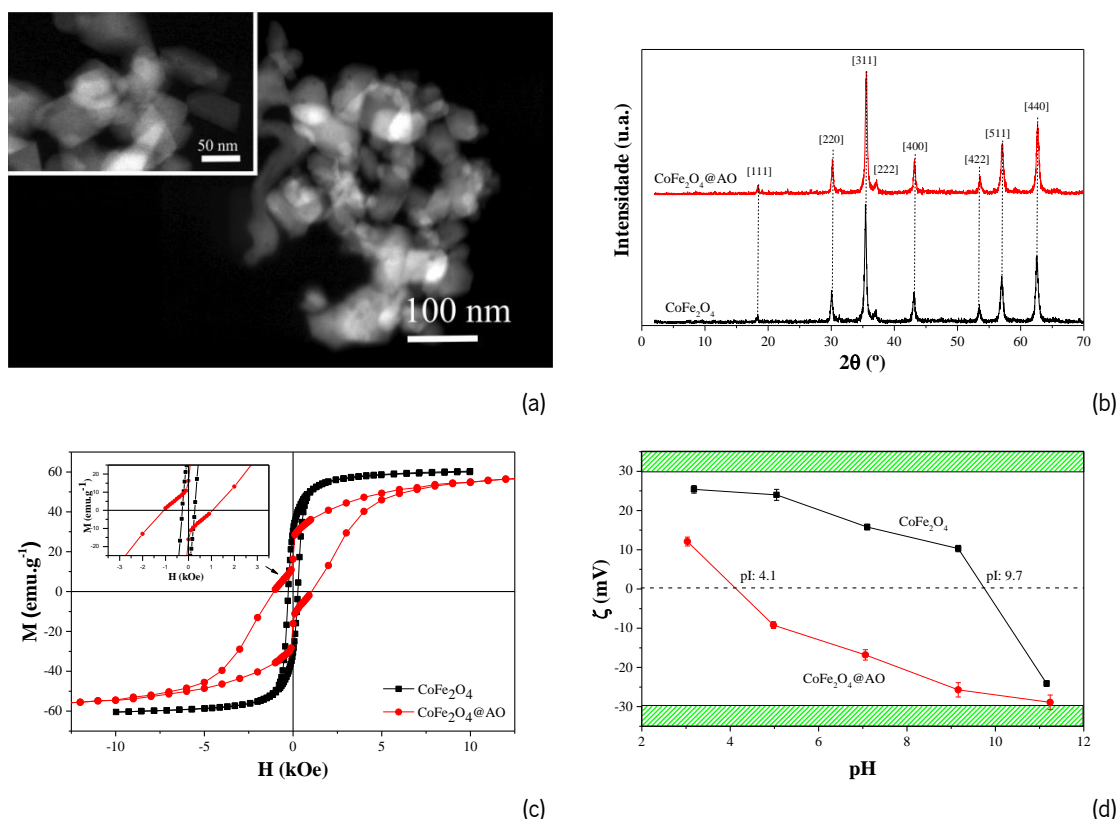 50 nm
100 nm
(a)
Intensidade (u.a.)
[111]
[220]
[311]
[222]
[400]
[422]
[511]
[440]
CoFe2O4@AO
CoFe2O4
0 10 20 30 40 50 60 70
2θ (º)
(b)
M (emu.g-1)
60
40
20
0
-20
-40
-60
M (emu.g-1)
20
10
0
-10
-20
-3 -2 -1 0 1 2 3
H (kOe)
CoFe2O4
CoFe2O4@AO
-10 -5 0 5 10
H (kOe)
(c)
ζ (mV)
30
20
10
0
-10
-20
-30
CoFe2O4
pI: 4.1
pI: 9.7
CoFe2O4@AO
2 4 6 8 10 12
pH
(d)